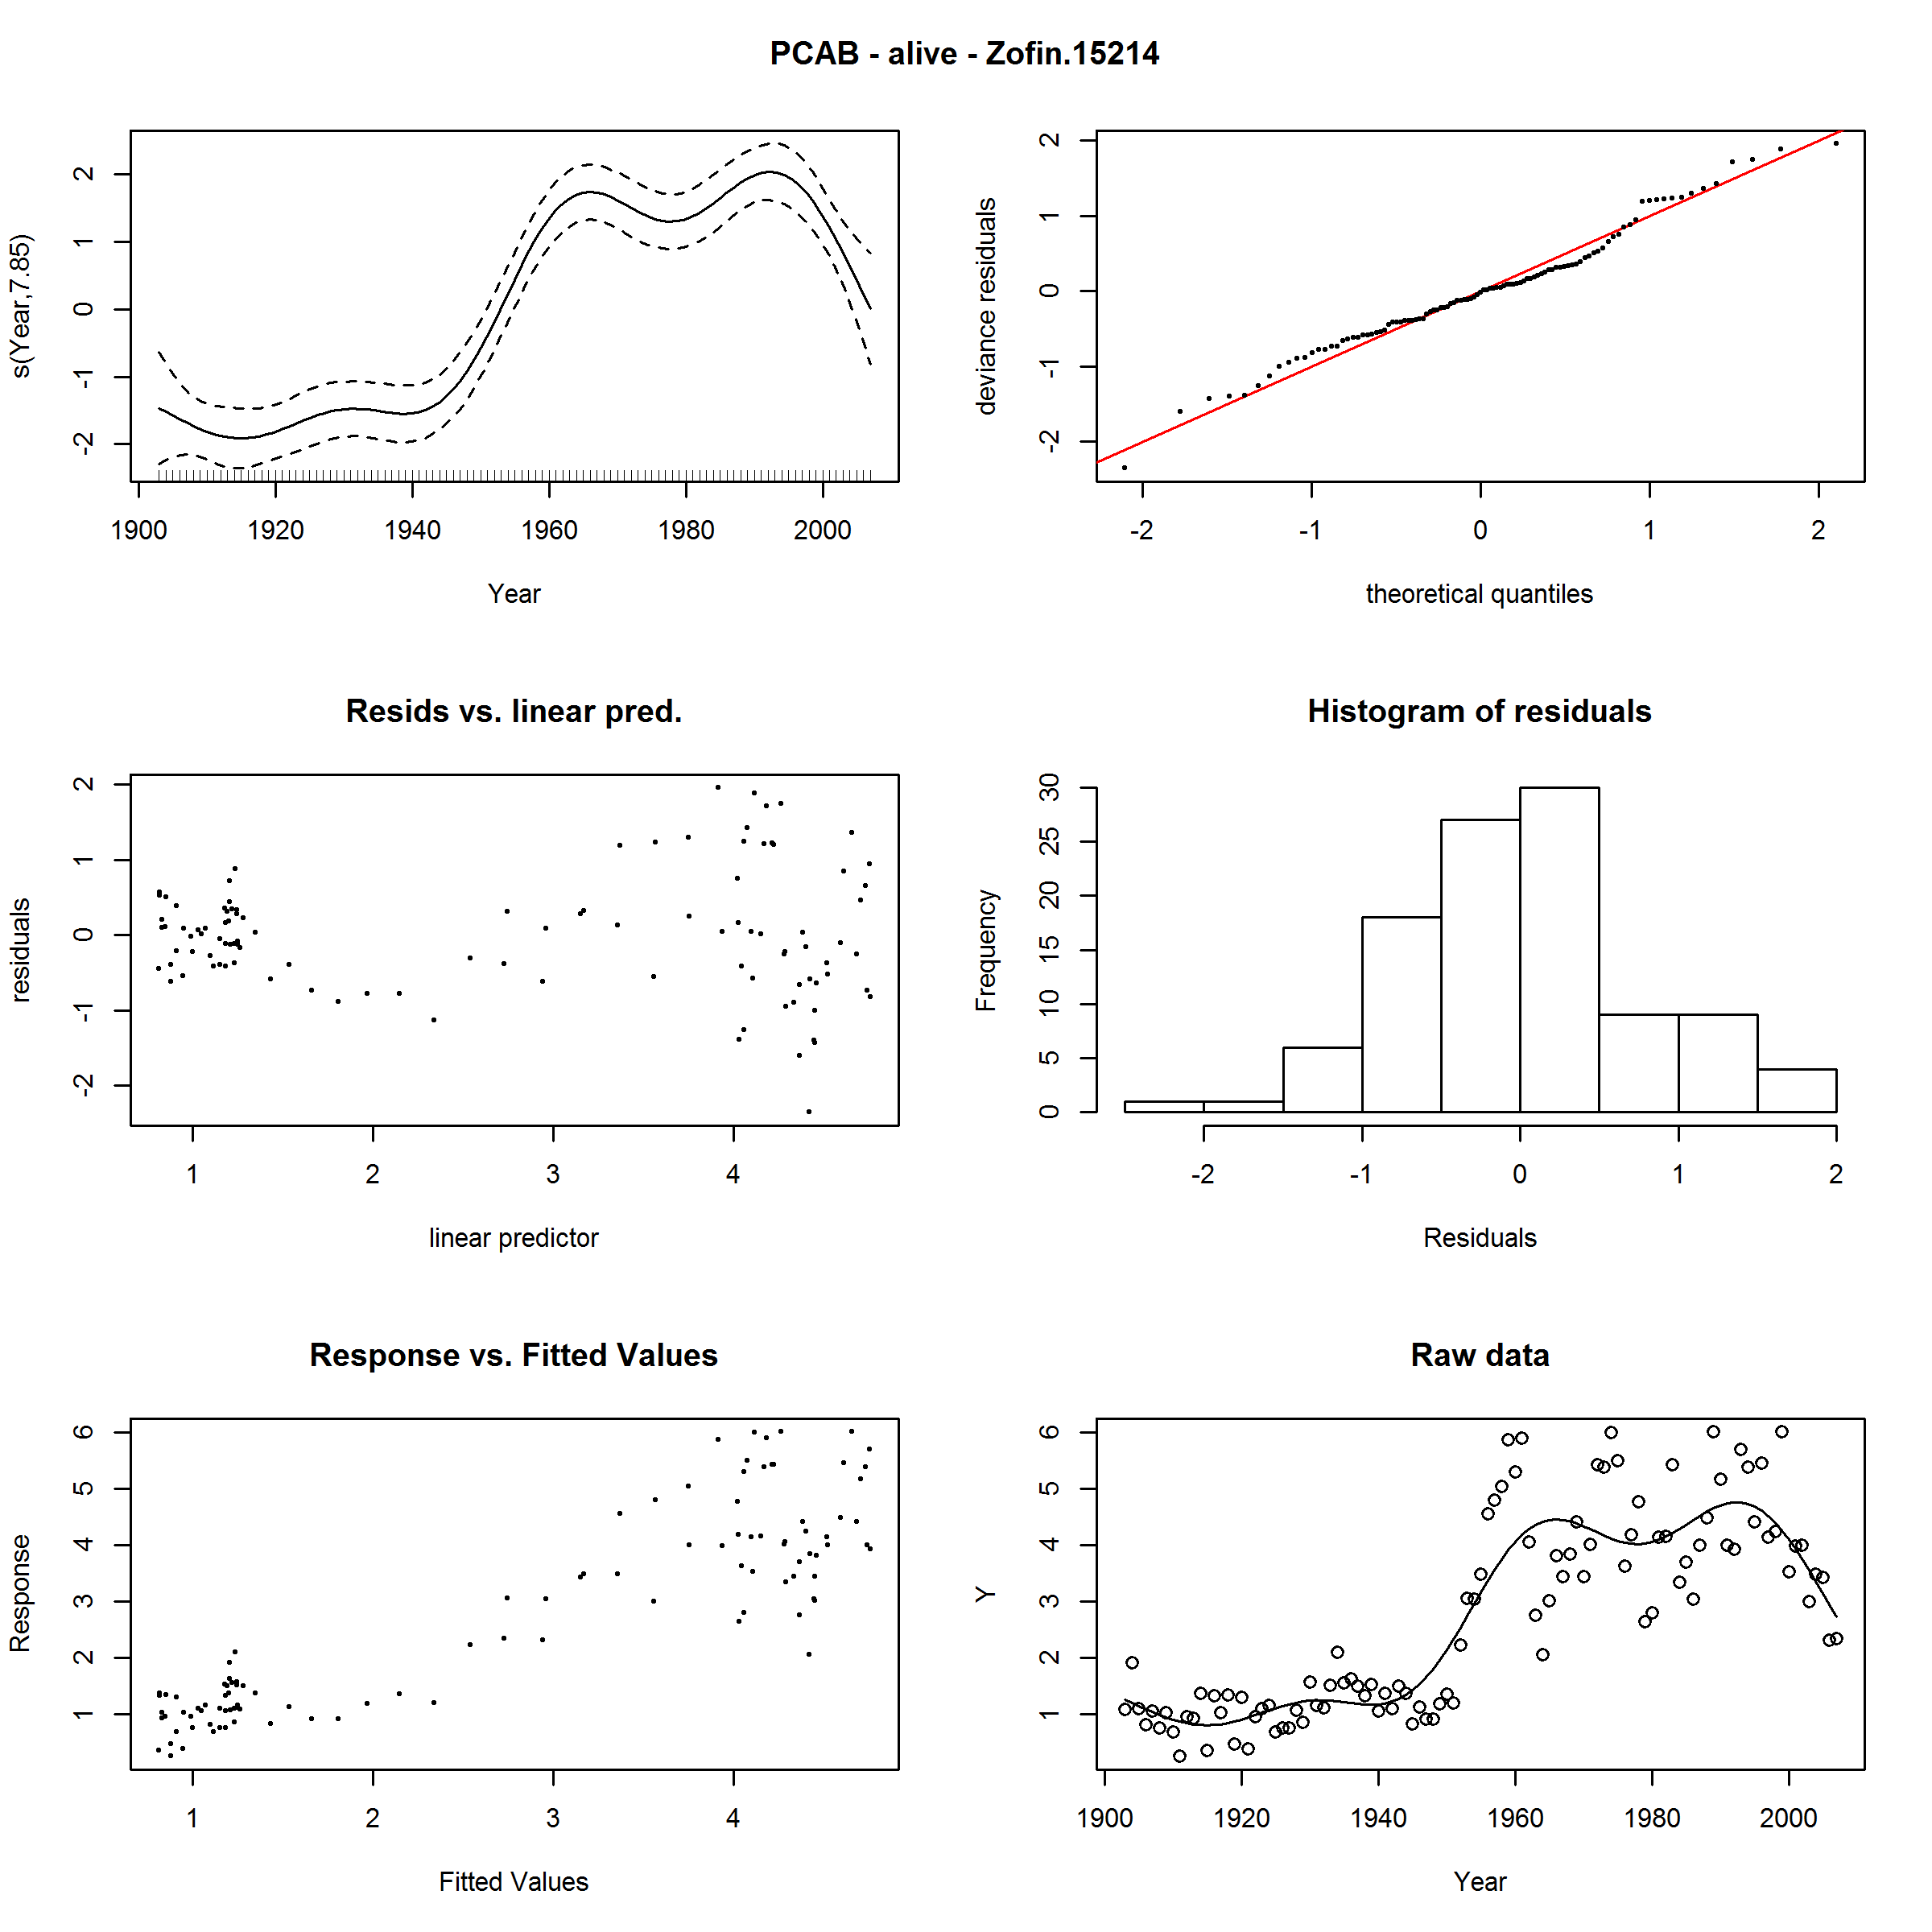 PCAB - alive - Zofin.15214
s(Year,7.85)
2
1
0
-1
-2
1900 1920 1940 1960 1980 2000
Year
deviance residuals
2
1
0
-1
-2
-2 -1 0 1 2
theoretical quantiles
Resids vs. linear pred.
residuals
2
1
0
-1
-2
1 2 3 4
linear predictor
Histogram of residuals
Frequency
30
25
20
15
10
5
0
-2 -1 0 1 2
Residuals
Response vs. Fitted Values
Response
6
5
4
3
2
1
1 2 3 4
Fitted Values
Raw data
Y
6
5
4
3
2
1
1900 1920 1940 1960 1980 2000
Year